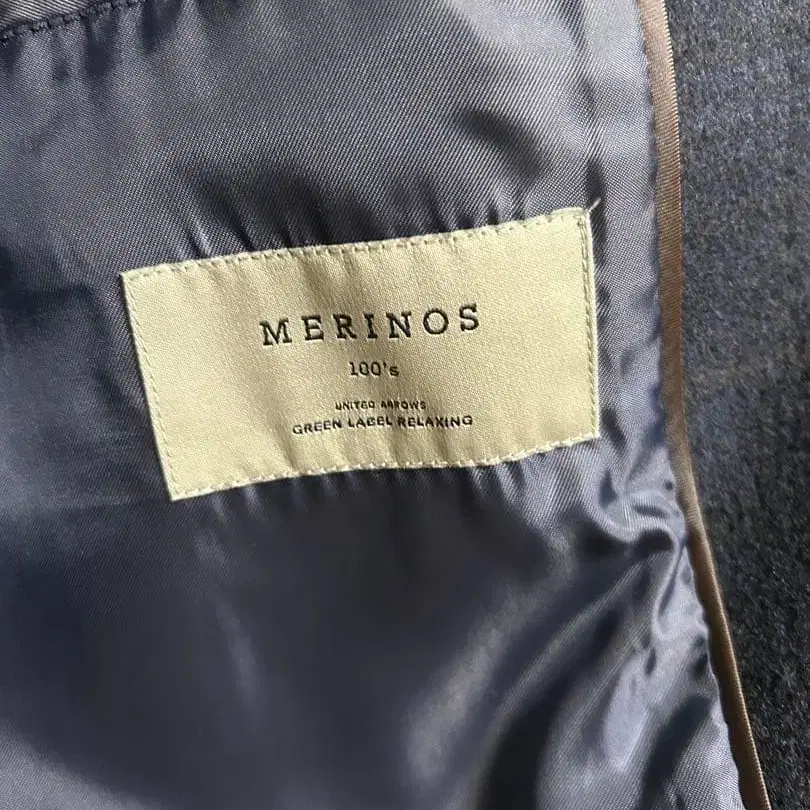 MERINOS
100's
UNITED ARROWS
GREEN LABEL RELAXING